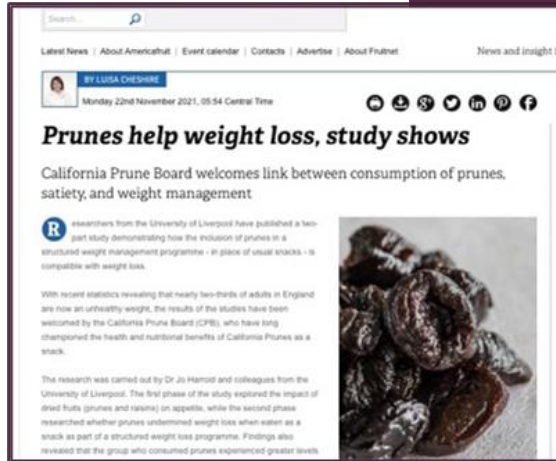 Search...
Latest News | About Americafruit | Event calendar | Contacts | Advertise | About Fruitnet
News and insight
BY LUISA CHESHIRE
Monday 22nd November 2021, 05:54 Central Time
Prunes help weight loss, study shows
California Prune Board welcomes link between consumption of prunes,
satiety, and weight management
Researchers from the University of Liverpool have published a two-
part study demonstrating how the inclusion of prunes in a
structured weight management programme - in place of usual snacks - is
compatible with weight loss.
With recent statistics revealing that nearly two-thirds of adults in England
are now an unhealthy weight, the results of the studies have been
welcomed by the California Prune Board (CPB), who have long
championed the health and nutritional benefits of California Prunes as a
snack.
The research was carried out by Dr Jo Harrold and colleagues from the
University of Liverpool. The first phase of the study explored the impact of
dried fruits (prunes and raisins) on appetite, while the second phase
researched whether prunes undermined weight loss when eaten as a
snack as part of a structured weight loss programme. Findings also
revealed that the group who consumed prunes experienced greater levels